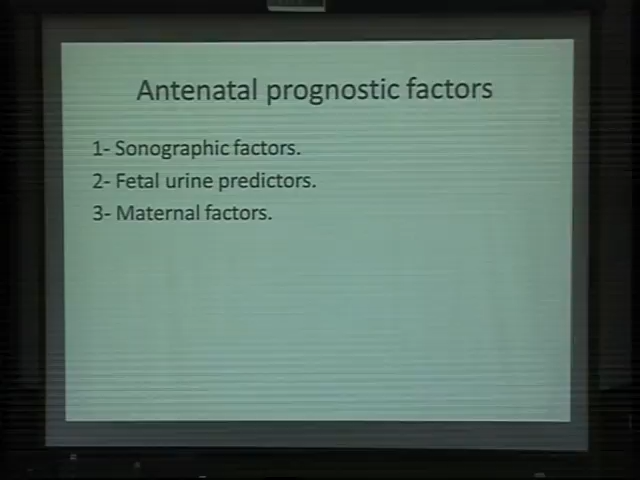 Antenatal prognostic factors
1- Sonographic factors.
2- Fetal urine predictors.
3- Maternal factors.